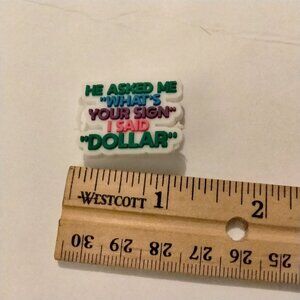 HE ASKED ME
"WHAT'S
YOUR SIGN"
I SAID
"DOLLAR"
WESTCOTT 1 2
30 29 28 27 26 25